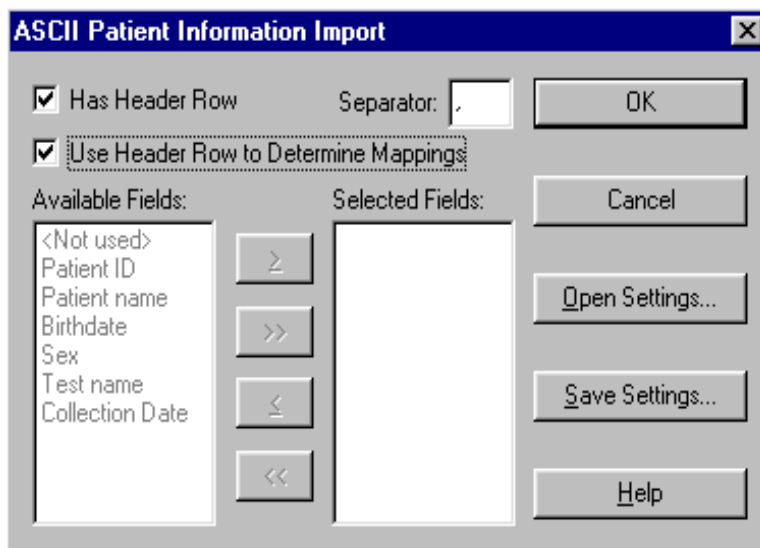 ASCII Patient Information Import
Has Header Row
Separator: ,
OK
Use Header Row to Determine Mappings
Available Fields:
Selected Fields:
Cancel
<Not used>
Patient ID
Patient name
Birthdate
Sex
Test name
Collection Date
>
>>
<
<<
Open Settings...
Save Settings...
Help